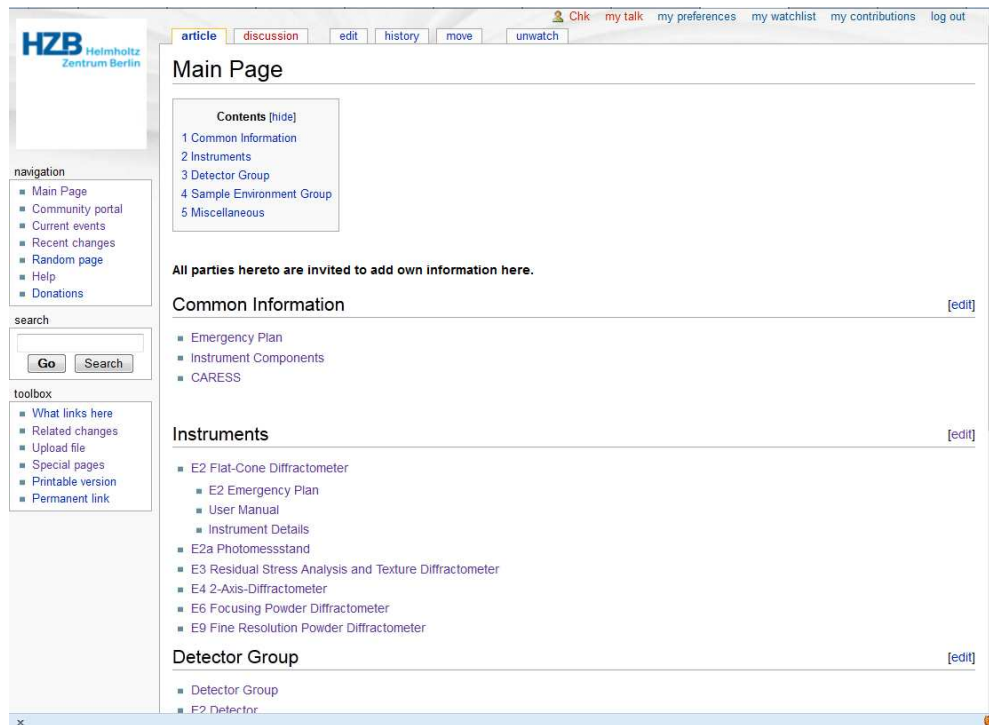 HZB Helmholtz
Zentrum Berlin
Chk my talk my preferences my watchlist my contributions log out
article discussion edit history move unwatch
Main Page
Contents [hide]
1 Common Information
2 Instruments
3 Detector Group
4 Sample Environment Group
5 Miscellaneous
navigation
Main Page
Community portal
Current events
Recent changes
Random page
Help
Donations
search
Go Search
toolbox
What links here
Related changes
Upload file
Special pages
Printable version
Permanent link
All parties hereto are invited to add own information here.
Common Information [edit]
Emergency Plan
Instrument Components
CARESS
Instruments [edit]
E2 Flat-Cone Diffractometer
E2 Emergency Plan
User Manual
Instrument Details
E2a Photomessstand
E3 Residual Stress Analysis and Texture Diffractometer
E4 2-Axis-Diffractometer
E6 Focusing Powder Diffractometer
E9 Fine Resolution Powder Diffractometer
Detector Group [edit]
Detector Group
E2 Detector